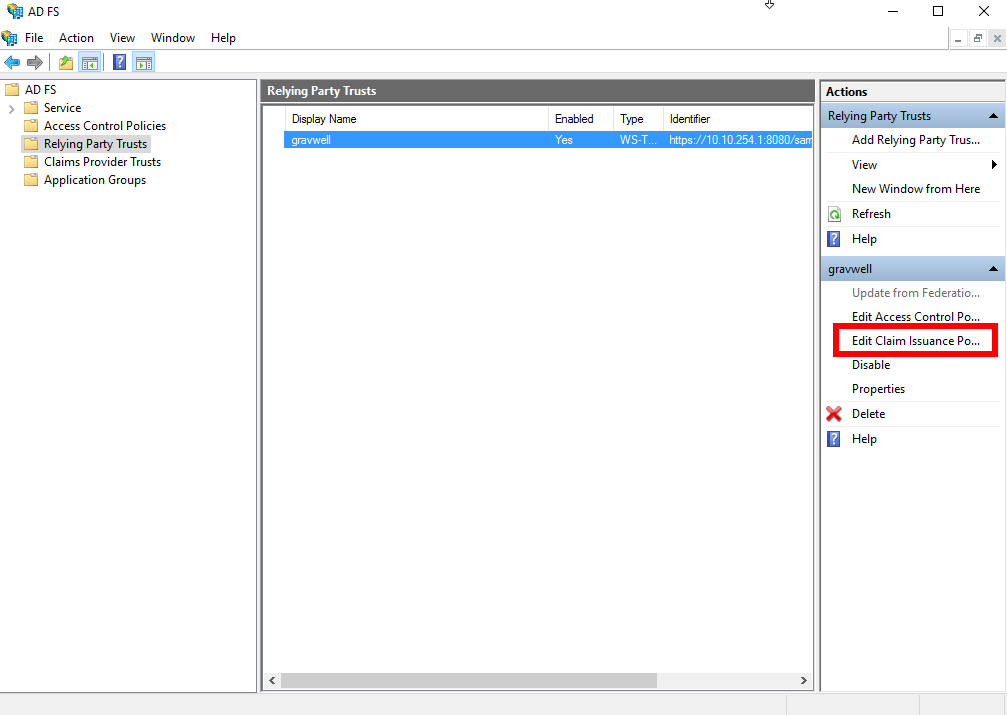 AD FS
File Action View Window Help
AD FS
Service
Access Control Policies
Relying Party Trusts
Claims Provider Trusts
Application Groups
Relying Party Trusts
Display Name Enabled Type Identifier
gravwell Yes WS-T... https://10.10.254.1:8080/sam
Actions
Relying Party Trusts
Add Relying Party Trus...
View
New Window from Here
Refresh
? Help
gravwell
Update from Federatio...
Edit Access Control Po...
Edit Claim Issuance Po...
Disable
Properties
Delete
? Help